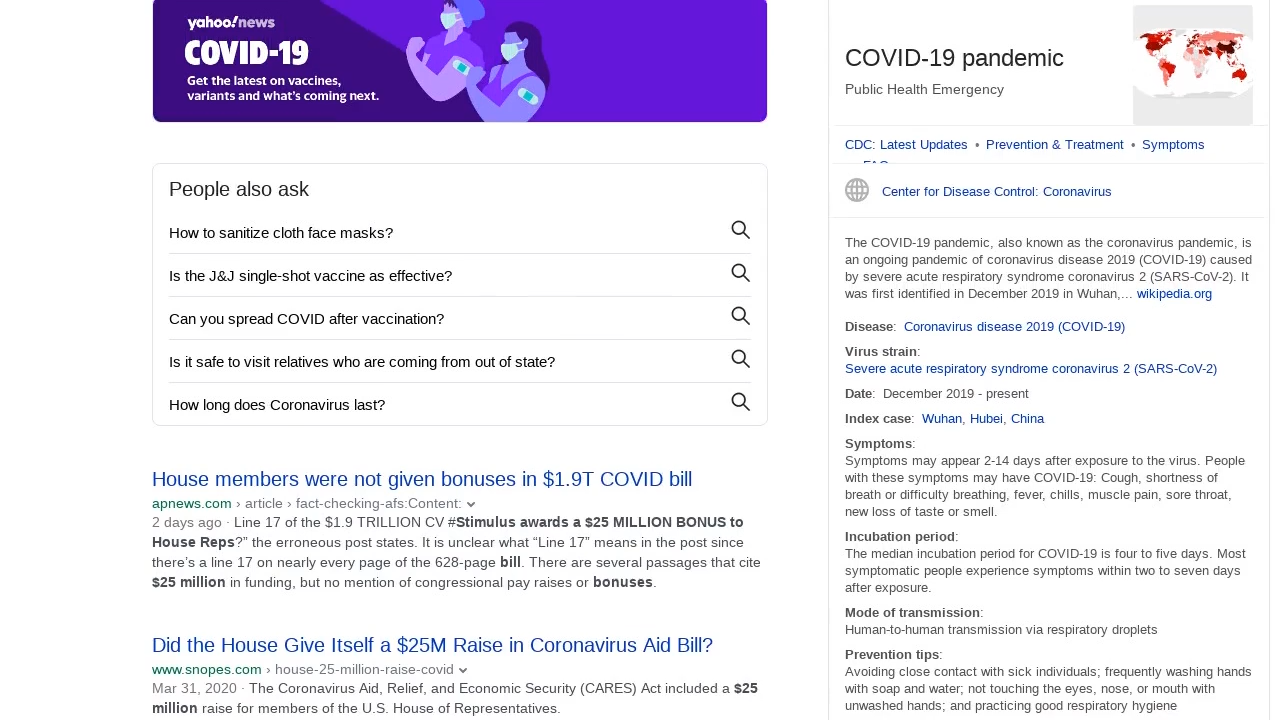 yahoo!news
COVID-19
Get the latest on vaccines,
variants and what's coming next.
People also ask
How to sanitize cloth face masks?
Is the J&J single-shot vaccine as effective?
Can you spread COVID after vaccination?
Is it safe to visit relatives who are coming from out of state?
How long does Coronavirus last?
House members were not given bonuses in $1.9T COVID bill
apnews.com › article › fact-checking-afs:Content:
2 days ago · Line 17 of the $1.9 TRILLION CV #Stimulus awards a $25 MILLION BONUS to
House Reps?” the erroneous post states. It is unclear what “Line 17” means in the post since
there’s a line 17 on nearly every page of the 628-page bill. There are several passages that cite
$25 million in funding, but no mention of congressional pay raises or bonuses.
Did the House Give Itself a $25M Raise in Coronavirus Aid Bill?
www.snopes.com › house-25-million-raise-covid
Mar 31, 2020 · The Coronavirus Aid, Relief, and Economic Security (CARES) Act included a $25
million raise for members of the U.S. House of Representatives.
COVID-19 pandemic
Public Health Emergency
CDC: Latest Updates • Prevention & Treatment • Symptoms
Center for Disease Control: Coronavirus
The COVID-19 pandemic, also known as the coronavirus pandemic, is
an ongoing pandemic of coronavirus disease 2019 (COVID-19) caused
by severe acute respiratory syndrome coronavirus 2 (SARS-CoV-2). It
was first identified in December 2019 in Wuhan,... wikipedia.org
Disease: Coronavirus disease 2019 (COVID-19)
Virus strain:
Severe acute respiratory syndrome coronavirus 2 (SARS-CoV-2)
Date: December 2019 - present
Index case: Wuhan, Hubei, China
Symptoms:
Symptoms may appear 2-14 days after exposure to the virus. People
with these symptoms may have COVID-19: Cough, shortness of
breath or difficulty breathing, fever, chills, muscle pain, sore throat,
new loss of taste or smell.
Incubation period:
The median incubation period for COVID-19 is four to five days. Most
symptomatic people experience symptoms within two to seven days
after exposure.
Mode of transmission:
Human-to-human transmission via respiratory droplets
Prevention tips:
Avoiding close contact with sick individuals; frequently washing hands
with soap and water; not touching the eyes, nose, or mouth with
unwashed hands; and practicing good respiratory hygiene